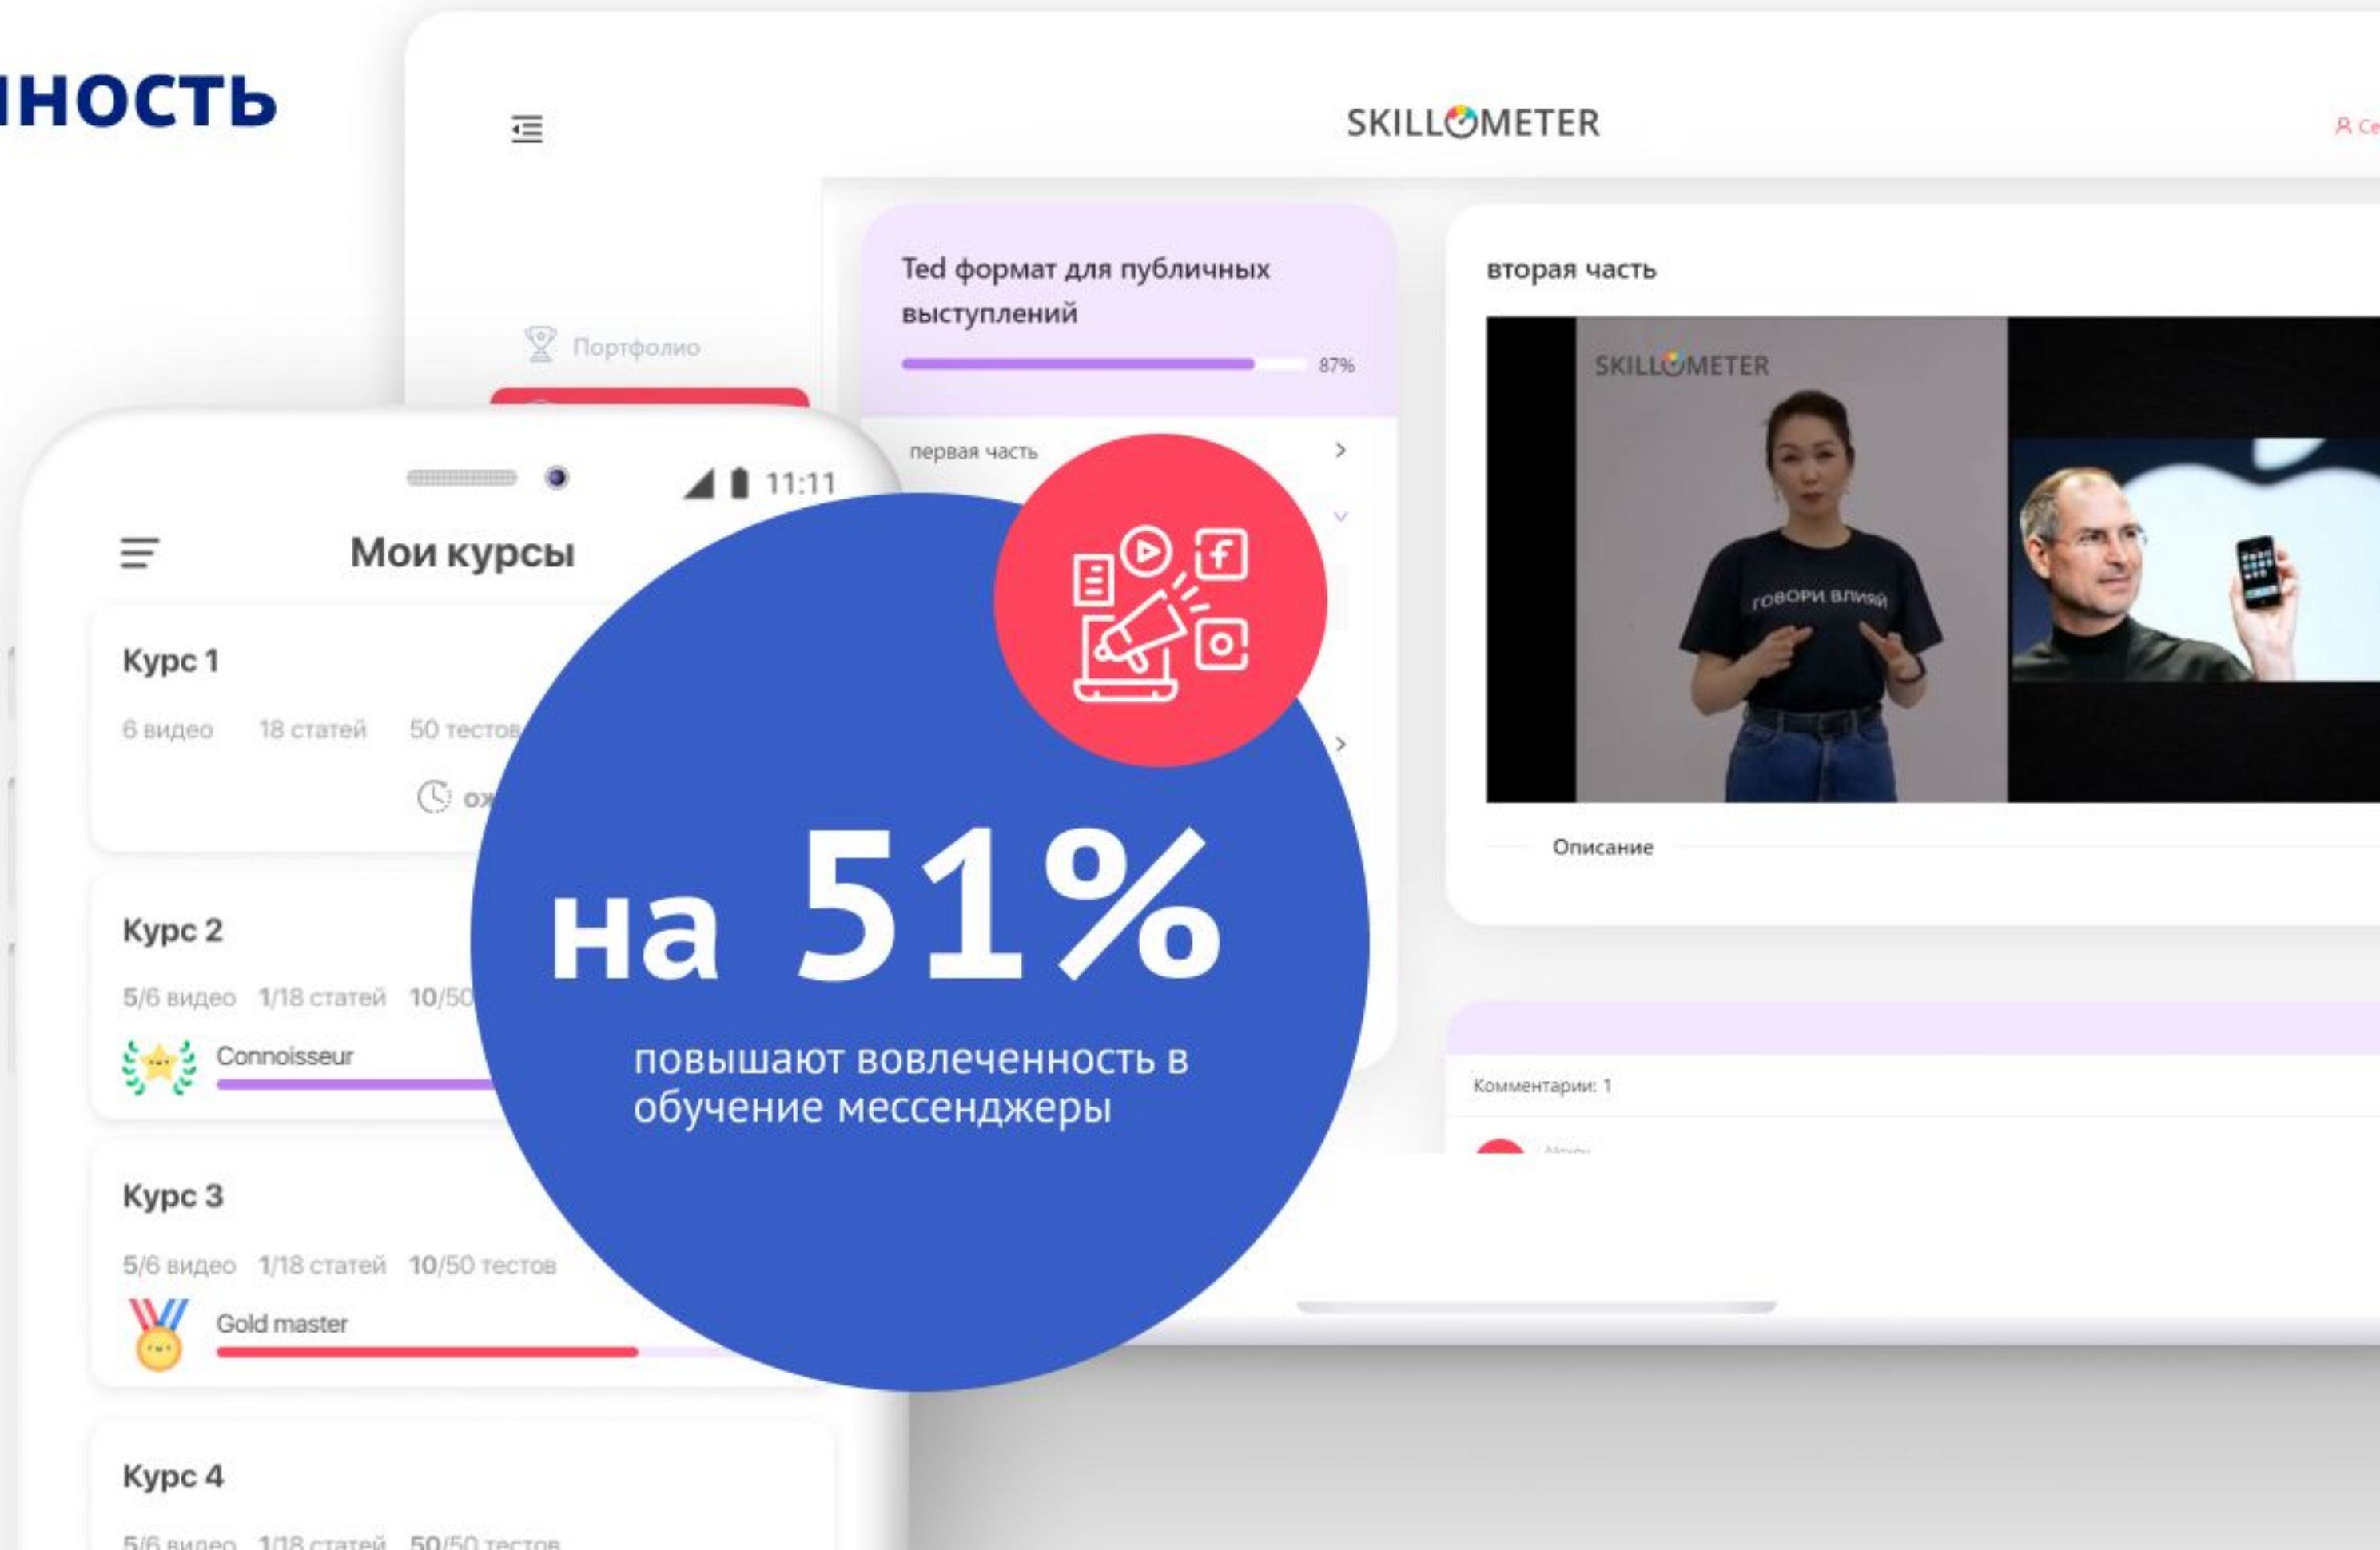 SKILLOMETER
Портфолио
Ted формат для публичных
выступлений
87%
первая часть
вторая часть
SKILLOMETER
ГОВОРИ ВЛИЯЙ
Описание
Комментарии: 1
11:11
Мои курсы
Курс 1
6 видео 18 статей 50 тестов
Курс 2
5/6 видео 1/18 статей 10/50
Connoisseur
Курс 3
5/6 видео 1/18 статей 10/50 тестов
Gold master
Курс 4
5/6 видео 1/18 статей 50/50 тестов
на 51%
повышают вовлеченность в
обучение мессенджеры